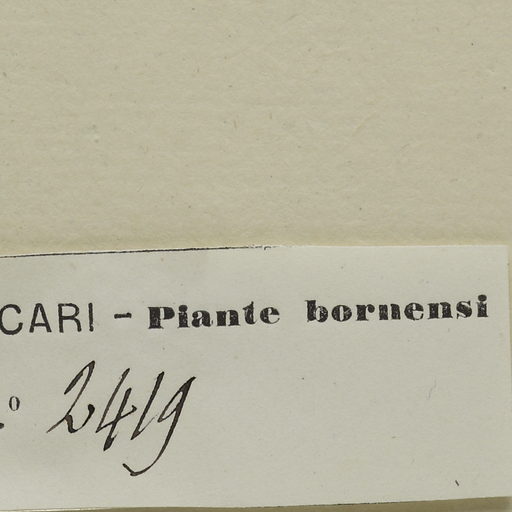 CARI - Piante bornensi
.º 2419